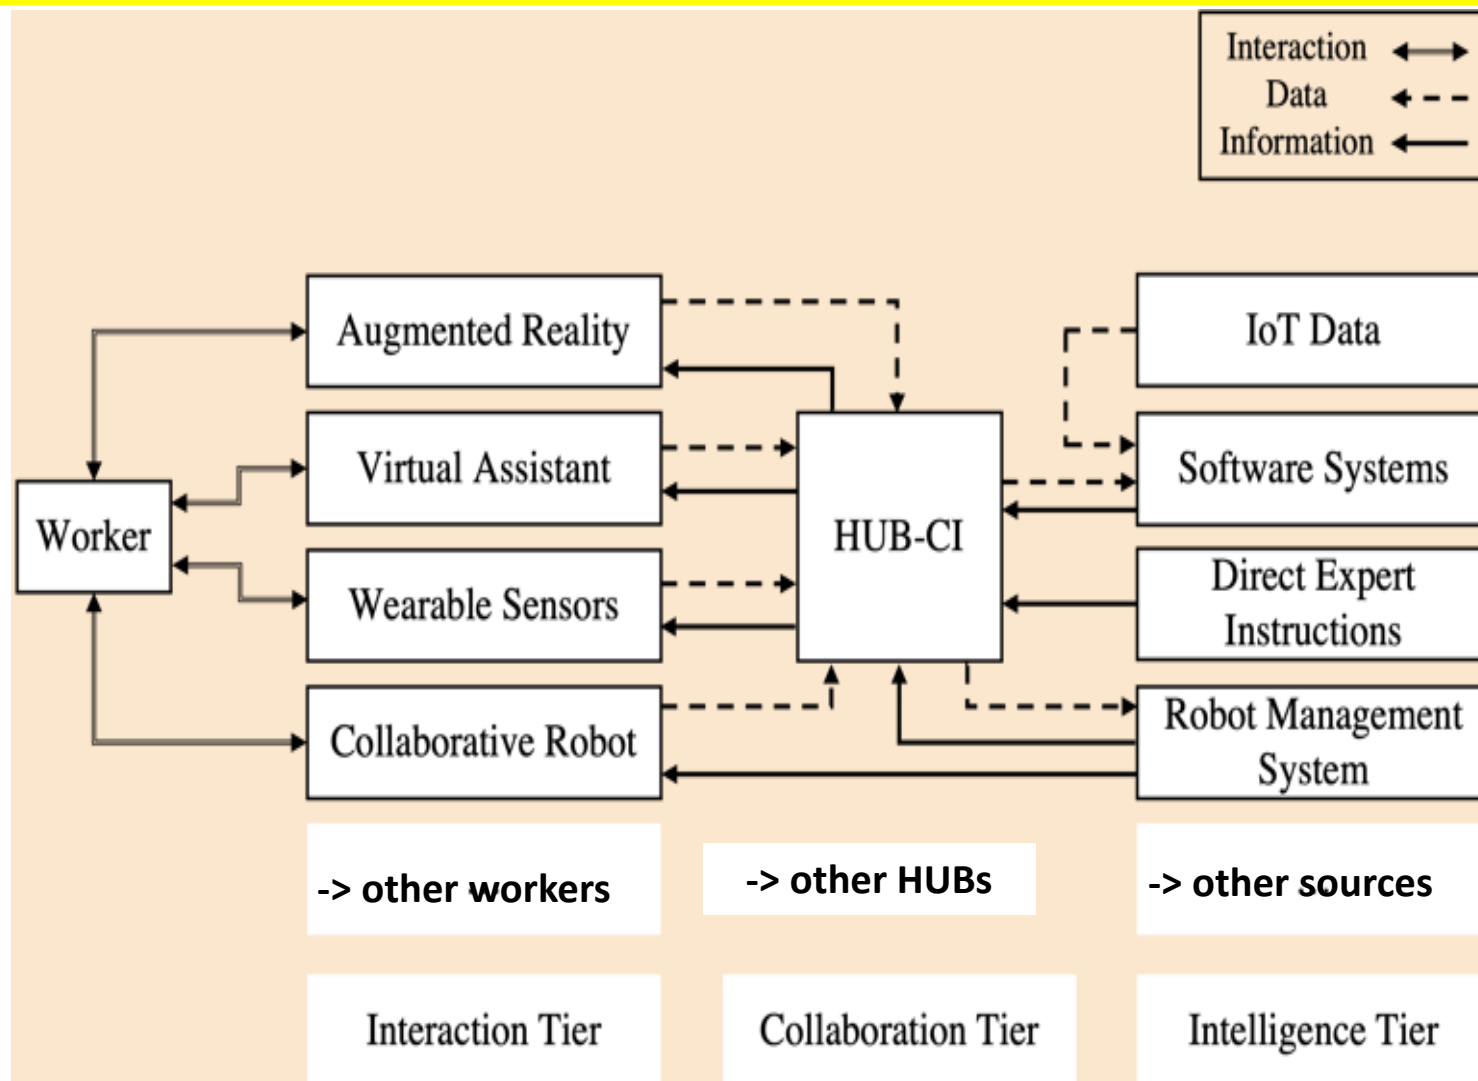 Interaction
Data
Information
Augmented Reality
IoT Data
Virtual Assistant
Software Systems
Worker
HUB-CI
Wearable Sensors
Direct Expert
Instructions
Collaborative Robot
Robot Management
System
-> other workers
-> other HUBs
-> other sources
Interaction Tier
Collaboration Tier
Intelligence Tier